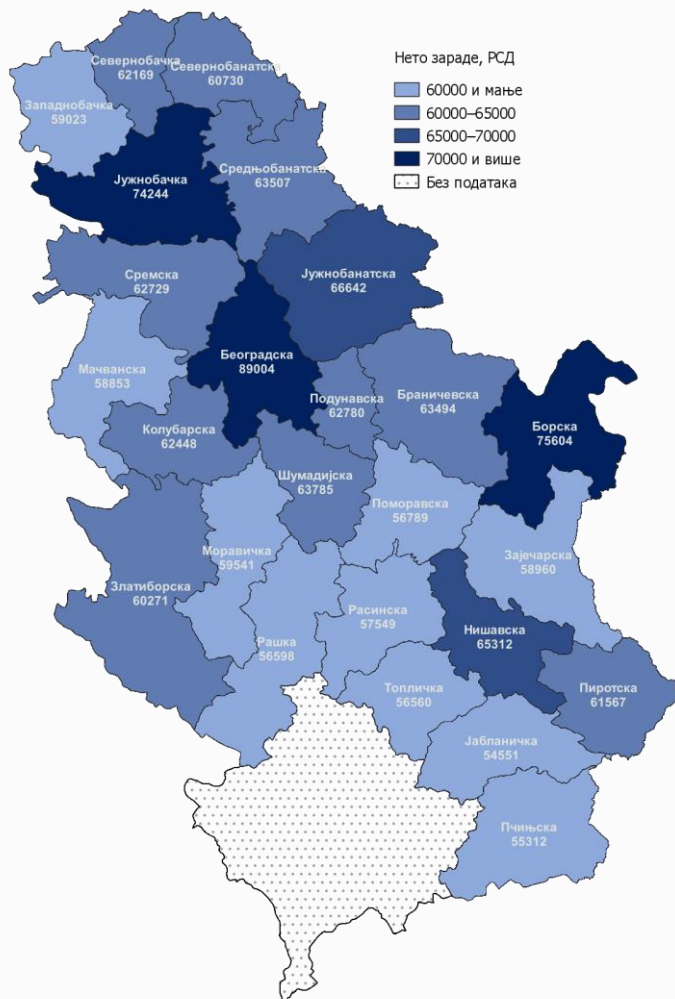 Севернобачка
62169
Севернобанатска
60730
Нето зараде, РСД
60000 и мање
60000–65000
65000–70000
70000 и више
Без података
Западнобачка
59023
Јужнобачка
74244
Средњобанатска
63507
Сремска
62729
Јужнобанатска
66642
Београдска
89004
Мачванска
58853
Подунавска
62780
Браничевска
63494
Борска
75604
Колубарска
62448
Шумадијска
63785
Поморавска
56789
Моравичка
59541
Зајечарска
58960
Златиборска
60271
Рашка
56598
Расинска
57549
Нишавска
65312
Топличка
56560
Пиротска
61567
Јабланичка
54551
Пчињска
55312